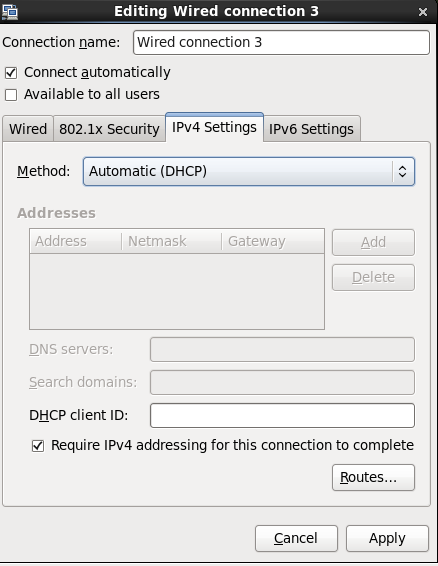 Editing Wired connection 3
Connection name: Wired connection 3
Connect automatically
Available to all users
Wired 802.1x Security IPv4 Settings IPv6 Settings
Method: Automatic (DHCP)
Addresses
Address Netmask Gateway Add
Delete
DNS servers:
Search domains:
DHCP client ID:
Require IPv4 addressing for this connection to complete
Routes...
Cancel Apply